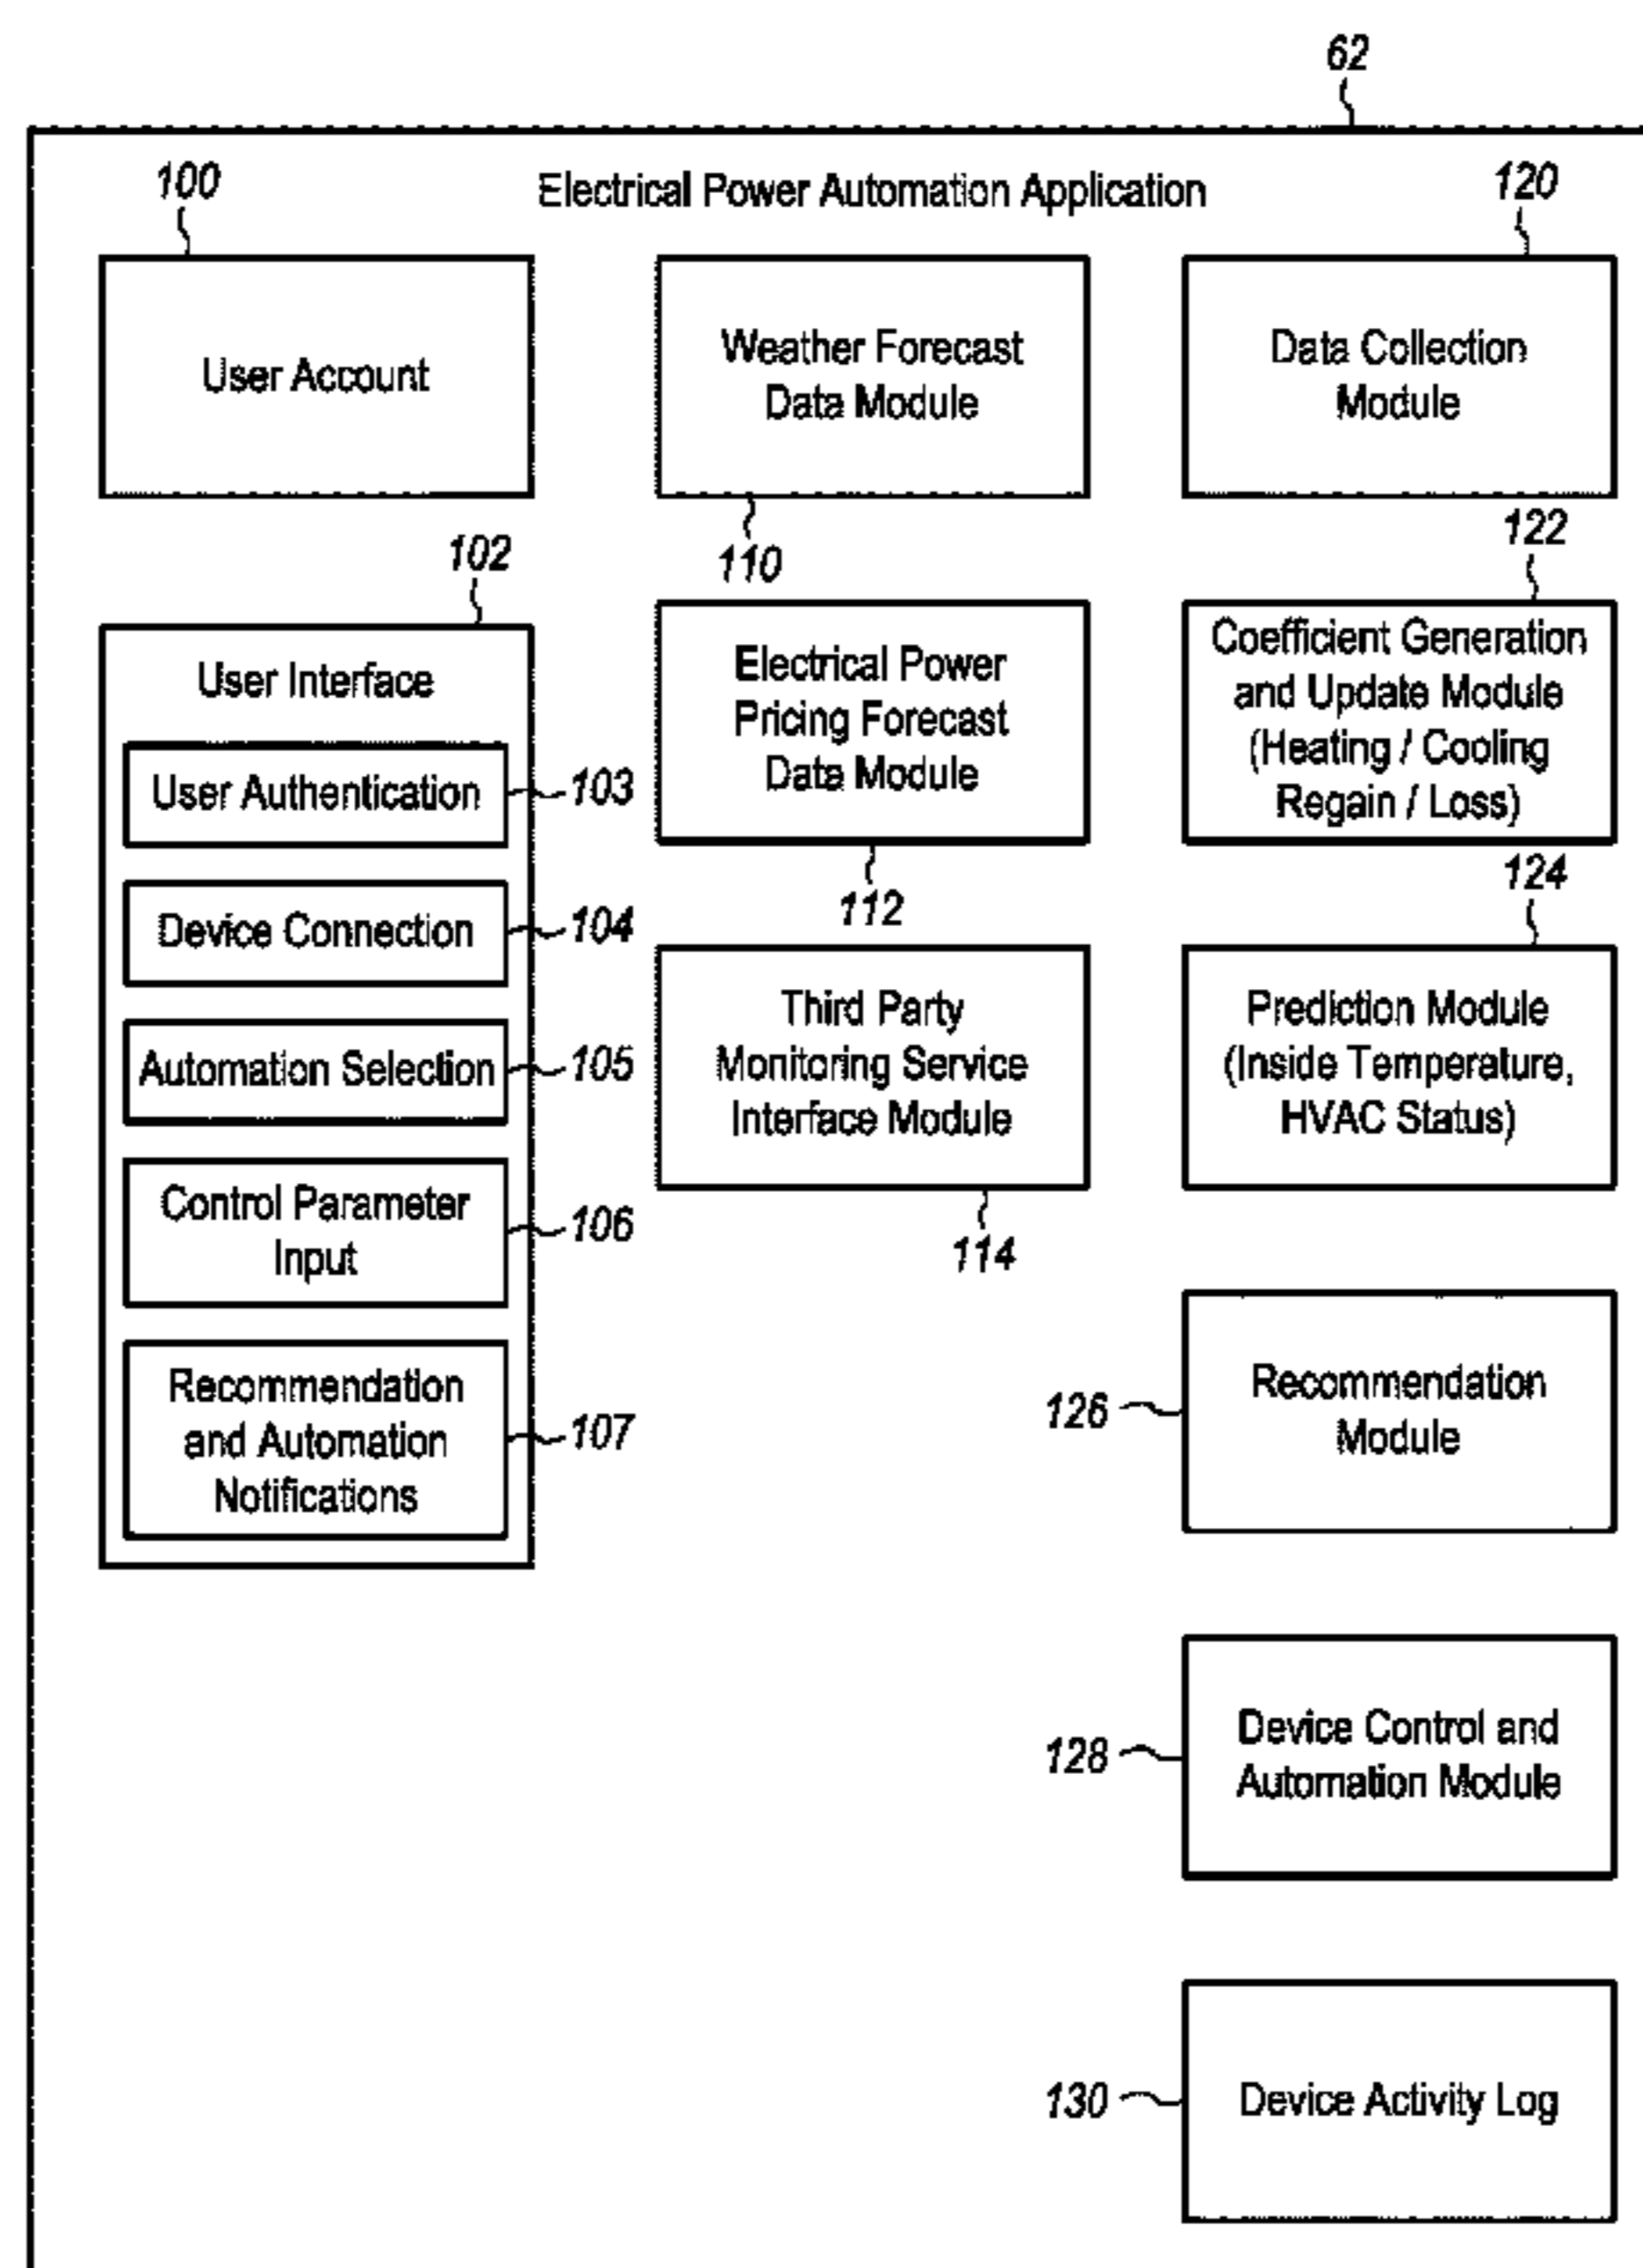 62
Electrical Power Automation Application
100
User Account
102
User Interface
User Authentication
103
Device Connection
104
Automation Selection
105
Control Parameter
Input
106
Recommendation
and Automation
Notifications
107
Weather Forecast
Data Module
110
Electrical Power
Pricing Forecast
Data Module
112
Third Party
Monitoring Service
Interface Module
114
120
Data Collection
Module
122
Coefficient Generation
and Update Module
(Heating / Cooling
Regain / Loss)
124
Prediction Module
(Inside Temperature,
HVAC Status)
126
Recommendation
Module
128
Device Control and
Automation Module
130
Device Activity Log